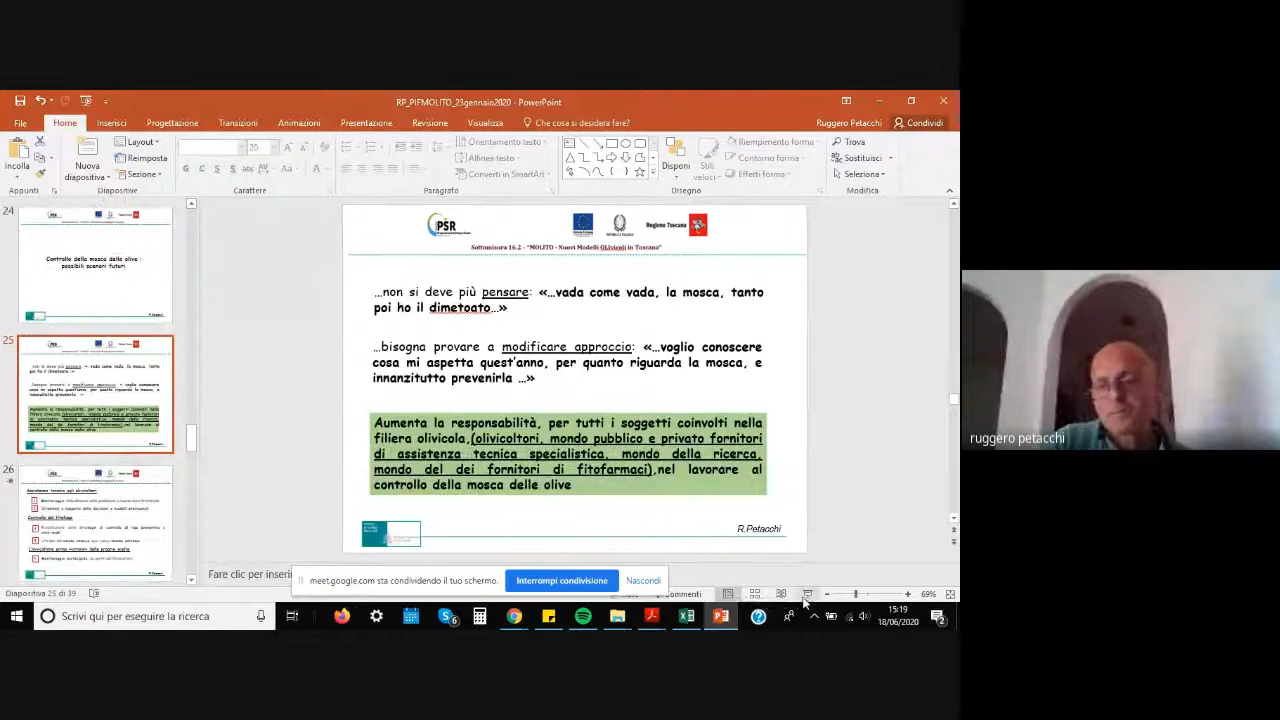 RP_PIFMOLITO_23gennaio2020 - PowerPoint
File Home Inserisci Progettazione Transizioni Animazioni Presentazione Revisione Visualizza Che cosa si desidera fare? Ruggero Petacchi Condividi
Incolla
Nuova diapositiva
Layout
Reimposta
Sezione
20
Orientamento testo
Allinea testo
Converti in SmartArt
Disponi
Stili veloci
Riempimento forma
Contorno forma
Effetti forma
Trova
Sostituisci
Seleziona
Appunti Diapositive Carattere Paragrafo Disegno Modifica
24
Controllo della mosca delle olive :
possibili scenari futuri
25
26
PSR
Regione Toscana
Sottomisura 16.2 - "MOLITO - Nuovi Modelli OLIvicoli in Toscana"
…non si deve più pensare: «…vada come vada, la mosca, tanto
poi ho il dimetoato…»
…bisogna provare a modificare approccio: «…voglio conoscere
cosa mi aspetta quest’anno, per quanto riguarda la mosca, e
innanzitutto prevenirla …»
Aumenta la responsabilità, per tutti i soggetti coinvolti nella
filiera olivicola,(olivicoltori, mondo pubblico e privato fornitori
di assistenza tecnica specialistica, mondo della ricerca,
mondo del dei fornitori di fitofarmaci),nel lavorare al
controllo della mosca delle olive
R.Petacchi
ruggero petacchi
Fare clic per inseri
meet.google.com sta condividendo il tuo schermo.
Interrompi condivisione
Nascondi
Diapositiva 25 di 39
69%
Scrivi qui per eseguire la ricerca
15:19
18/06/2020